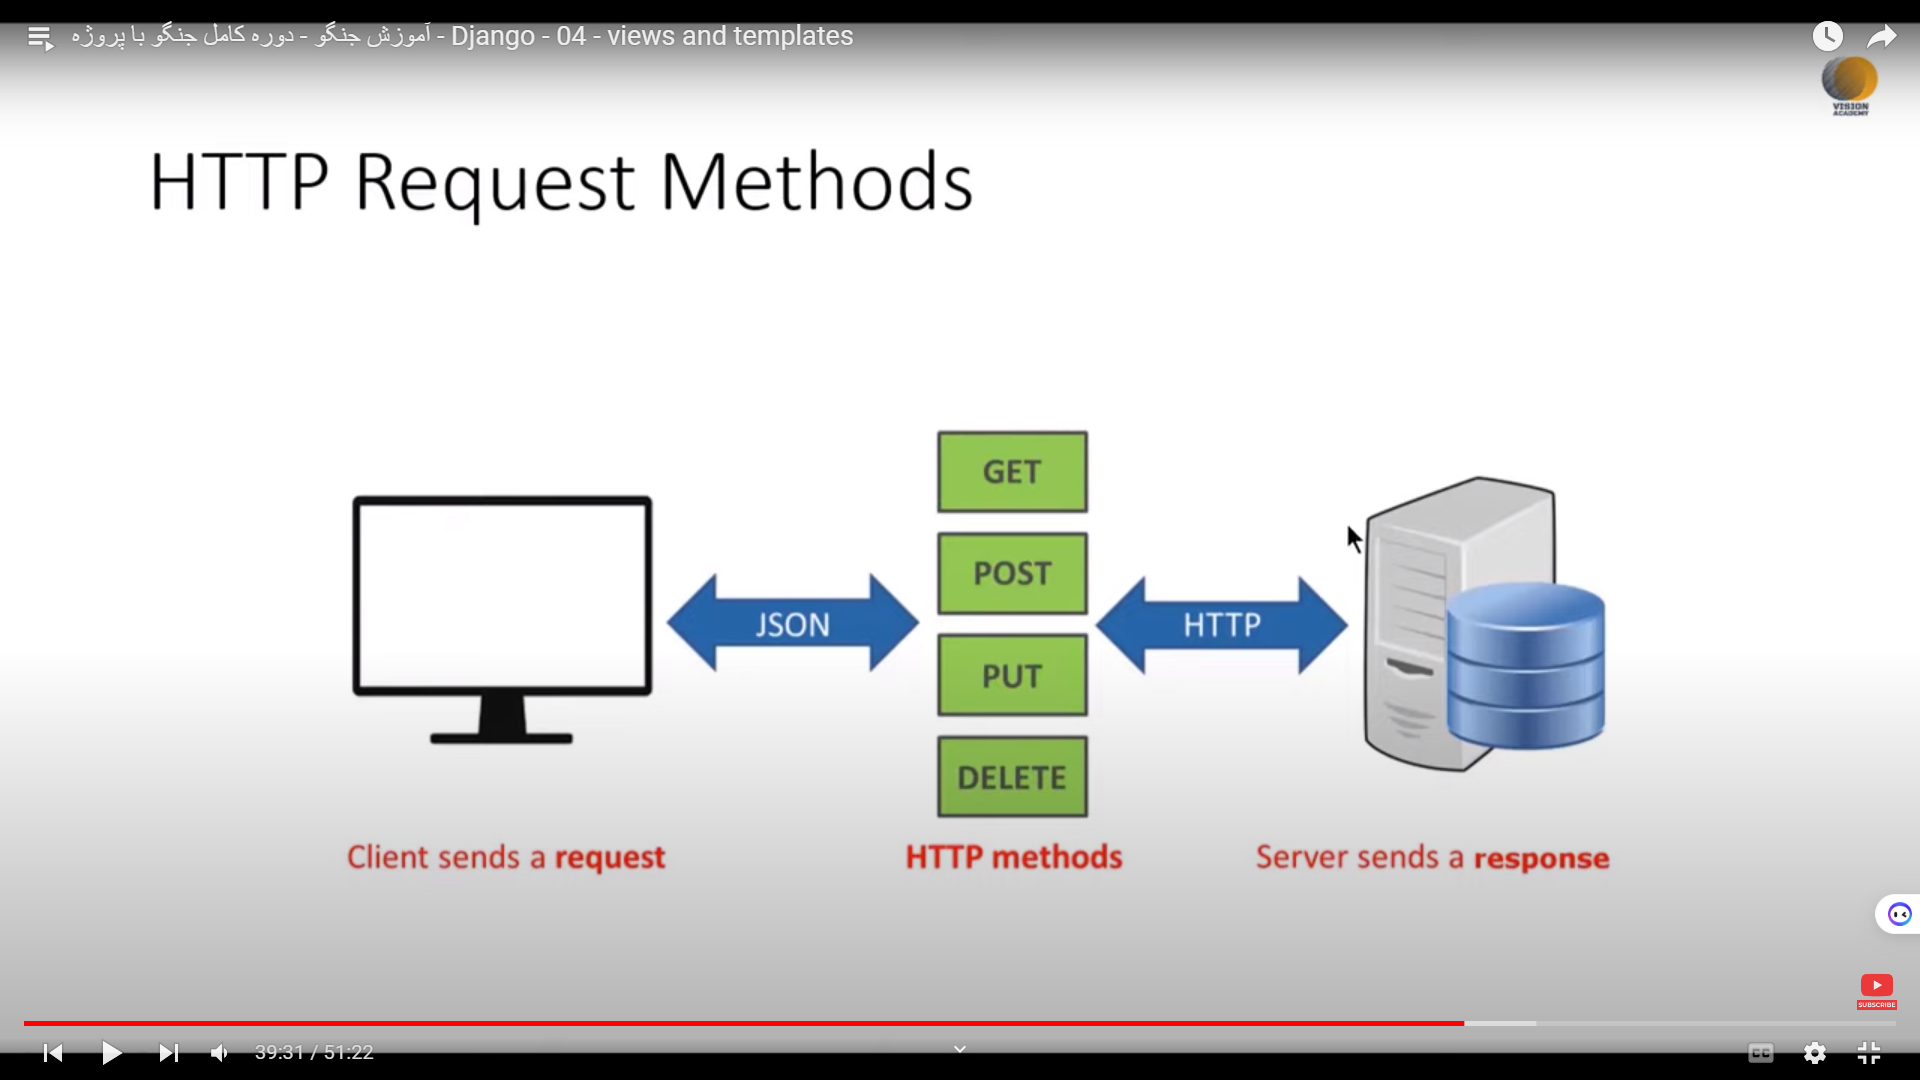 آموزش جنگو - دوره کامل جنگو با پروژه - Django - 04 - views and templates
VISION
ACADEMY
HTTP Request Methods
GET
POST
JSON
HTTP
PUT
DELETE
Client sends a request
HTTP methods
Server sends a response
SUBSCRIBE
39:31 / 51:22
CC